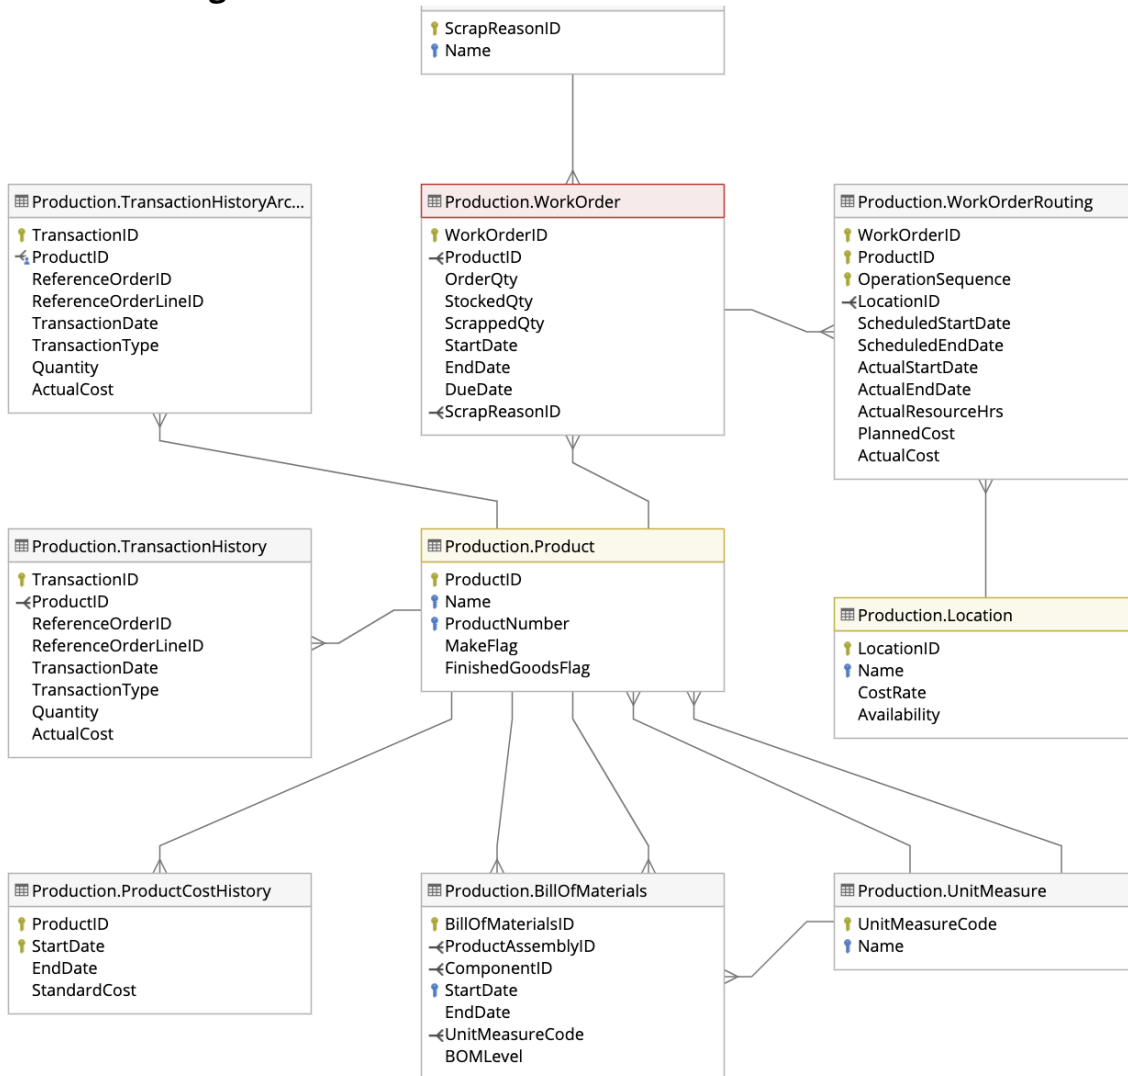 ScrapReasonID
Name
Production.TransactionHistoryArc...
TransactionID
ProductID
ReferenceOrderID
ReferenceOrderLineID
TransactionDate
TransactionType
Quantity
ActualCost
Production.WorkOrder
WorkOrderID
ProductID
OrderQty
StockedQty
ScrappedQty
StartDate
EndDate
DueDate
ScrapReasonID
Production.WorkOrderRouting
WorkOrderID
ProductID
OperationSequence
LocationID
ScheduledStartDate
ScheduledEndDate
ActualStartDate
ActualEndDate
ActualResourceHrs
PlannedCost
ActualCost
Production.TransactionHistory
TransactionID
ProductID
ReferenceOrderID
ReferenceOrderLineID
TransactionDate
TransactionType
Quantity
ActualCost
Production.Product
ProductID
Name
ProductNumber
MakeFlag
FinishedGoodsFlag
Production.Location
LocationID
Name
CostRate
Availability
Production.ProductCostHistory
ProductID
StartDate
EndDate
StandardCost
Production.BillOfMaterials
BillOfMaterialsID
ProductAssemblyID
ComponentID
StartDate
EndDate
UnitMeasureCode
BOMLevel
Production.UnitMeasure
UnitMeasureCode
Name